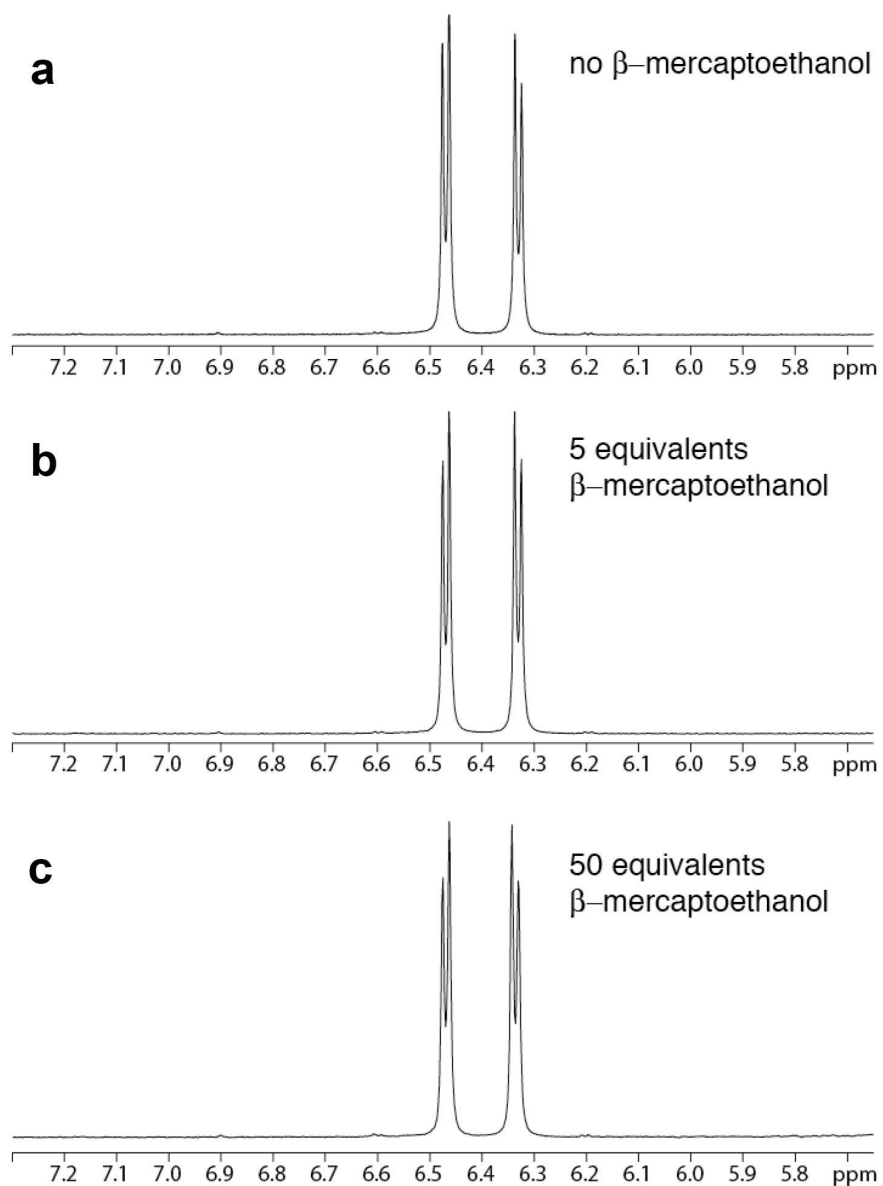 a
no β–mercaptoethanol
7.2 7.1 7.0 6.9 6.8 6.7 6.6 6.5 6.4 6.3 6.2 6.1 6.0 5.9 5.8 ppm
b
5 equivalents
β–mercaptoethanol
7.2 7.1 7.0 6.9 6.8 6.7 6.6 6.5 6.4 6.3 6.2 6.1 6.0 5.9 5.8 ppm
c
50 equivalents
β–mercaptoethanol
7.2 7.1 7.0 6.9 6.8 6.7 6.6 6.5 6.4 6.3 6.2 6.1 6.0 5.9 5.8 ppm